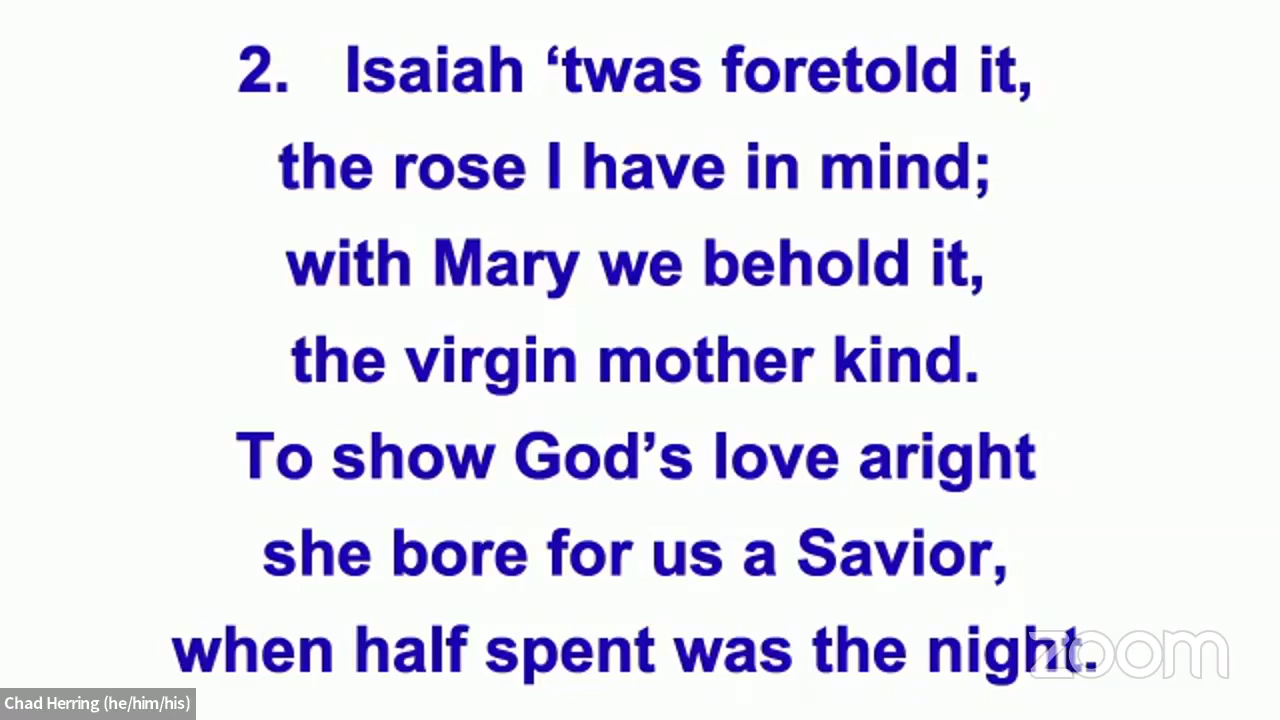 2. Isaiah ‘twas foretold it,
the rose I have in mind;
with Mary we behold it,
the virgin mother kind.
To show God’s love aright
she bore for us a Savior,
when half spent was the night.
zoom
Chad Herring (he/him/his)